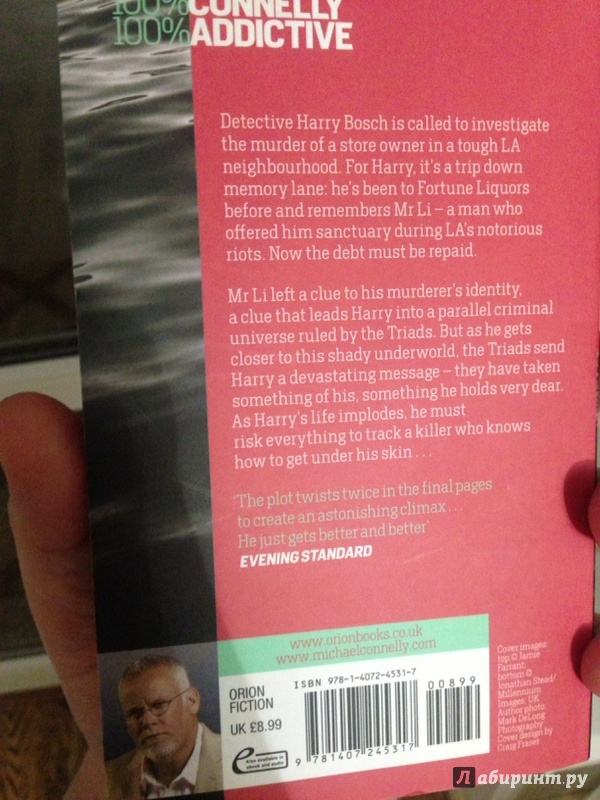 100% CONNELLY
100% ADDICTIVE
Detective Harry Bosch is called to investigate
the murder of a store owner in a tough LA
neighbourhood. For Harry, it's a trip down
memory lane: he's been to Fortune Liquors
before and remembers Mr Li – a man who
offered him sanctuary during LA's notorious
riots. Now the debt must be repaid.
Mr Li left a clue to his murderer's identity,
a clue that leads Harry into a parallel criminal
universe ruled by the Triads. But as he gets
closer to this shady underworld, the Triads send
Harry a devastating message – they have taken
something of his, something he holds very dear.
As Harry's life implodes, he must
risk everything to track a killer who knows
how to get under his skin . . .
'The plot twists twice in the final pages
to create an astonishing climax . . .
He just gets better and better'
EVENING STANDARD
www.orionbooks.co.uk
www.michaelconnelly.com
ORION
FICTION
UK £8.99
e
Also available in
ebook and audio
ISBN 978-1-4072-4531-7
00899
9 781407 245317
Cover images:
top © Jamie
Farrant;
bottom ©
Jonathan Stead/
Millennium
Images, UK
Author photo:
Mark DeLong
Photography
Cover design by
Craig Fraser
Лабиринт.ру